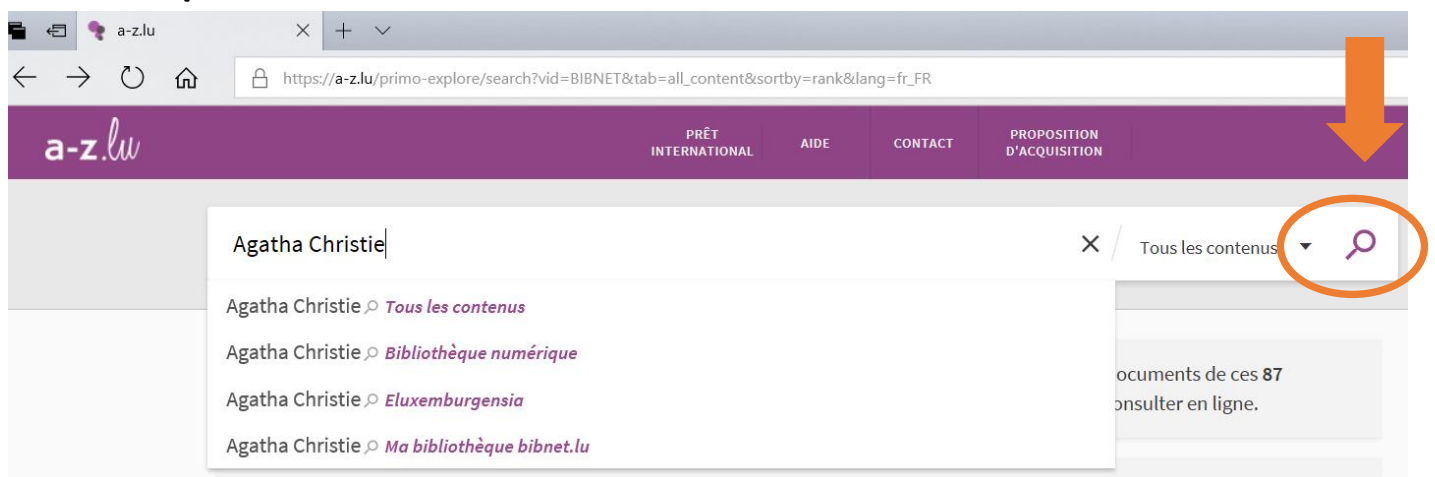 a-z.lu
https://a-z.lu/primo-explore/search?vid=BIBNET&tab=all_content&sortby=rank&lang=fr_FR
a-z.lu
PRÊT
INTERNATIONAL
AIDE
CONTACT
PROPOSITION
D'ACQUISITION
Agatha Christie
Tous les contenus
Agatha Christie Tous les contenus
Agatha Christie Bibliothèque numérique
Agatha Christie Eluxemburgensia
Agatha Christie Ma bibliothèque bibnet.lu
ocuments de ces 87
onsulter en ligne.